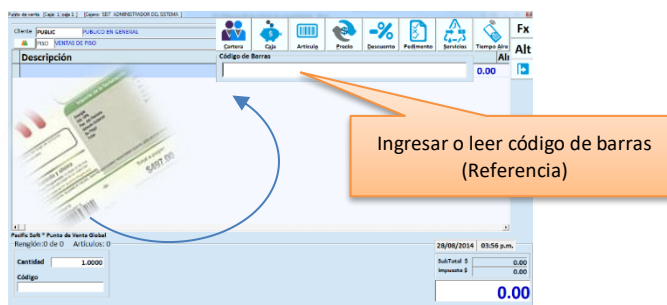 Punto de venta [Caja: 1, caja 1 ] [Cajero: SIST ADMINISTRADOR DEL SISTEMA ]
Cliente PUBLIC PUBLICO EN GENERAL
PISO VENTAS DE PISO
Cartera Caja Artículo Precio Descuento Pedimento Servicios Tiempo Aire
Fx
Alt
Descripción
Código de Barras
0.00
$497.00
Ingresar o leer código de barras
(Referencia)
Pacific Soft * Punto de Venta Global
Renglón:0 de 0 Artículos: 0
28/08/2014 03:56 p.m.
Cantidad 1.0000
SubTotal $ 0.00
Impuesto $ 0.00
Código
0.00